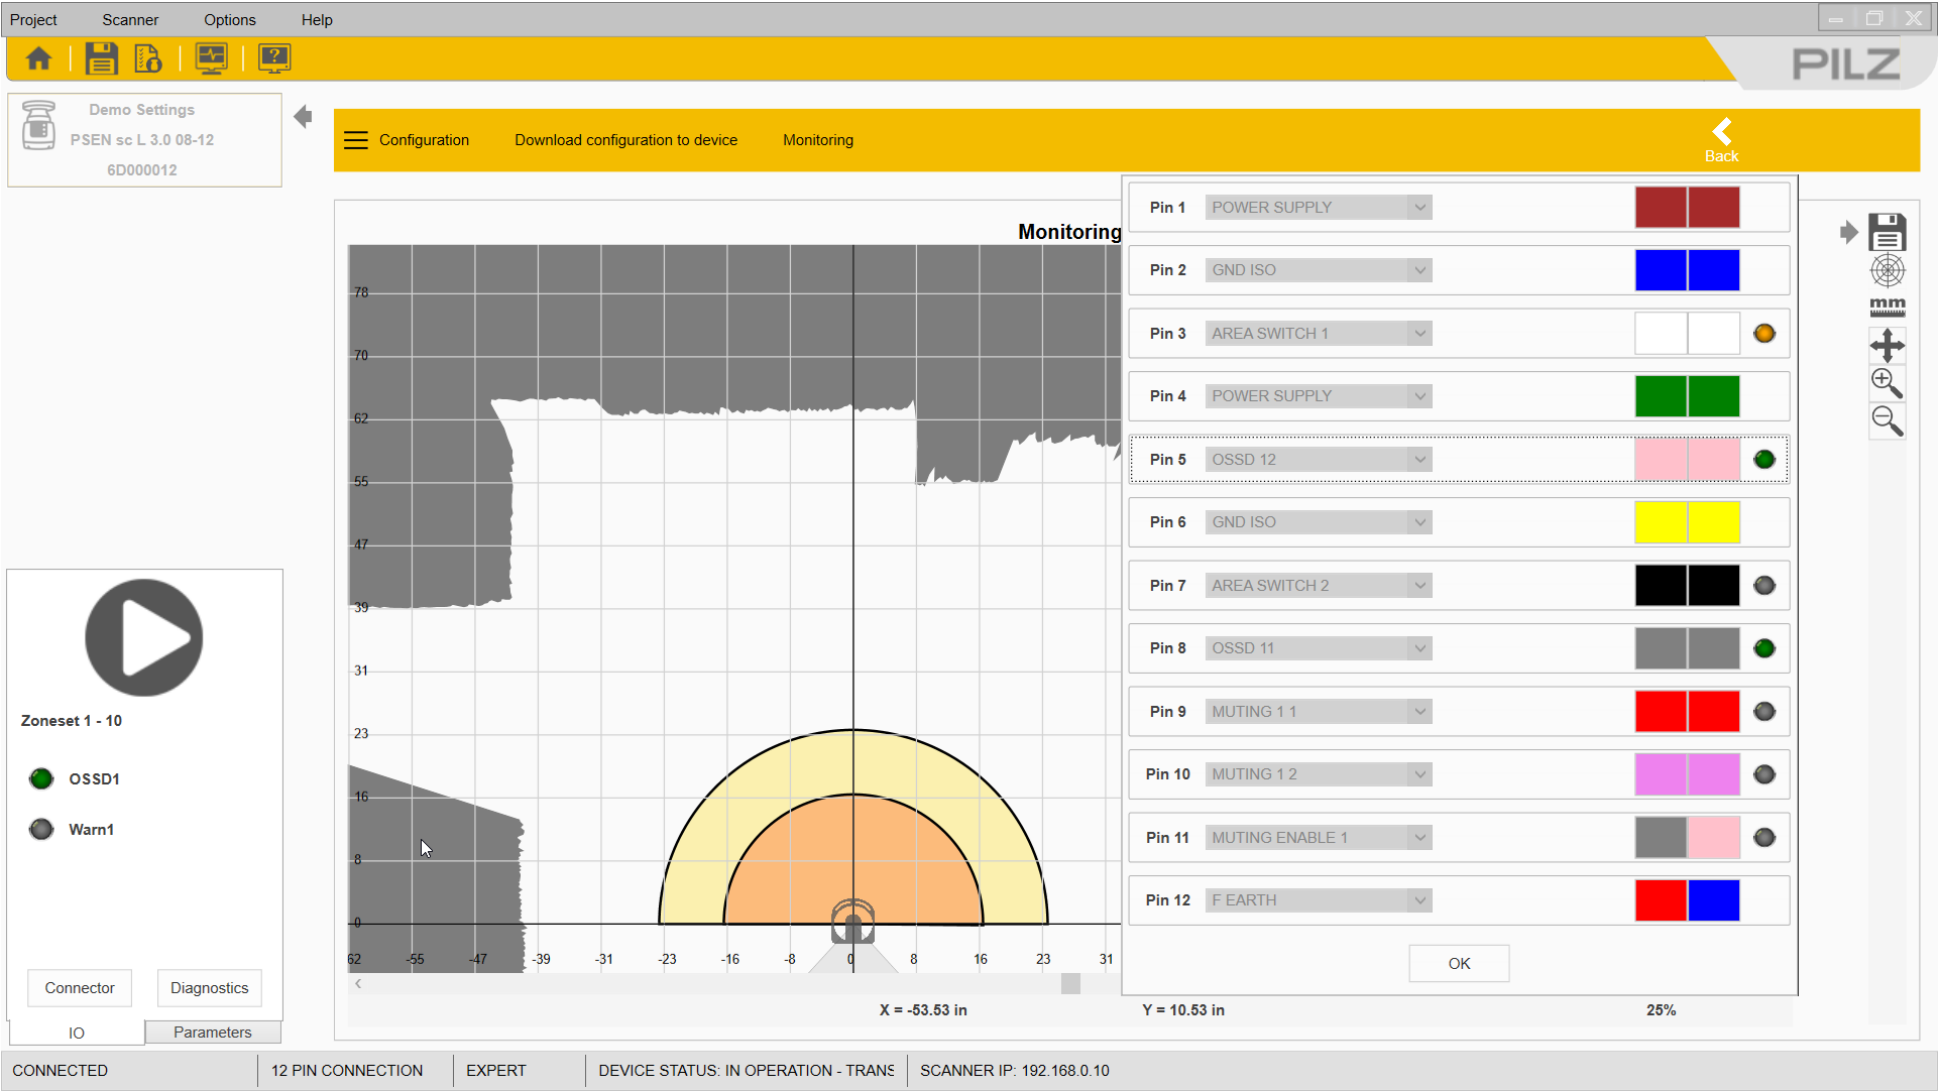 Project Scanner Options Help
PILZ
Demo Settings
PSEN sc L 3.0 08-12
6D000012
Configuration Download configuration to device Monitoring
Back
Monitoring
mm
78
70
62
55
47
39
31
23
16
8
0
62 -55 -47 -39 -31 -23 -16 -8 0 8 16 23 31
Pin 1 POWER SUPPLY
Pin 2 GND ISO
Pin 3 AREA SWITCH 1
Pin 4 POWER SUPPLY
Pin 5 OSSD 12
Pin 6 GND ISO
Pin 7 AREA SWITCH 2
Pin 8 OSSD 11
Pin 9 MUTING 1 1
Pin 10 MUTING 1 2
Pin 11 MUTING ENABLE 1
Pin 12 F EARTH
OK
X = -53.53 in Y = 10.53 in 25%
Zoneset 1 - 10
OSSD1
Warn1
Connector Diagnostics
IO Parameters
CONNECTED 12 PIN CONNECTION EXPERT DEVICE STATUS: IN OPERATION - TRANS SCANNER IP: 192.168.0.10